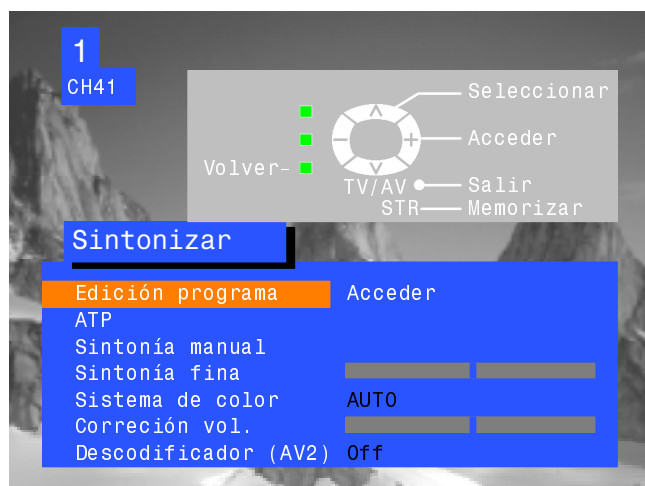 1
CH41
Seleccionar
- +
Acceder
Volver-
TV/AV
Salir
STR
Memorizar
Sintonizar
Edición programa Acceder
ATP
Sintonía manual
Sintonía fina
Sistema de color AUTO
Correción vol.
Descodificador (AV2) Off